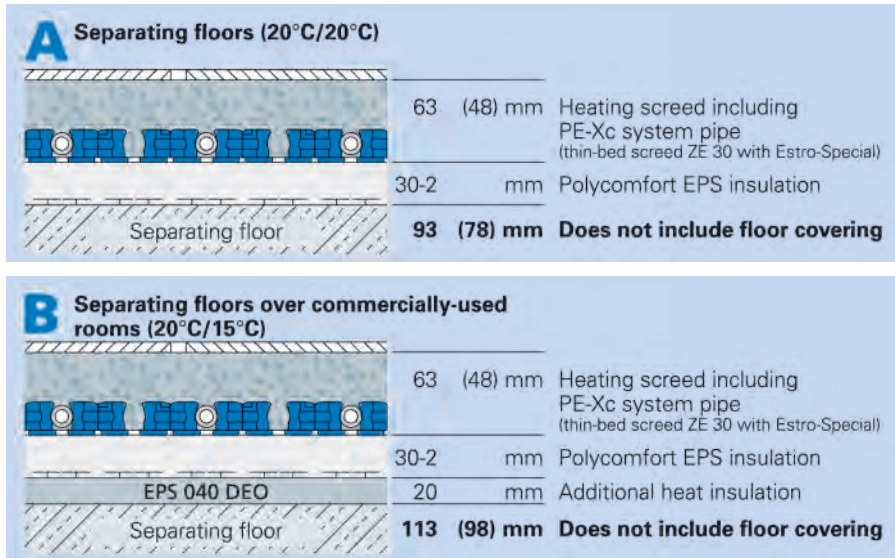 A Separating floors (20°C/20°C)
63 (48) mm Heating screed including
PE-Xc system pipe
(thin-bed screed ZE 30 with Estro-Special)
30-2 mm Polycomfort EPS insulation
Separating floor 93 (78) mm Does not include floor covering
B Separating floors over commercially-used
rooms (20°C/15°C)
63 (48) mm Heating screed including
PE-Xc system pipe
(thin-bed screed ZE 30 with Estro-Special)
30-2 mm Polycomfort EPS insulation
EPS 040 DEO 20 mm Additional heat insulation
Separating floor 113 (98) mm Does not include floor covering